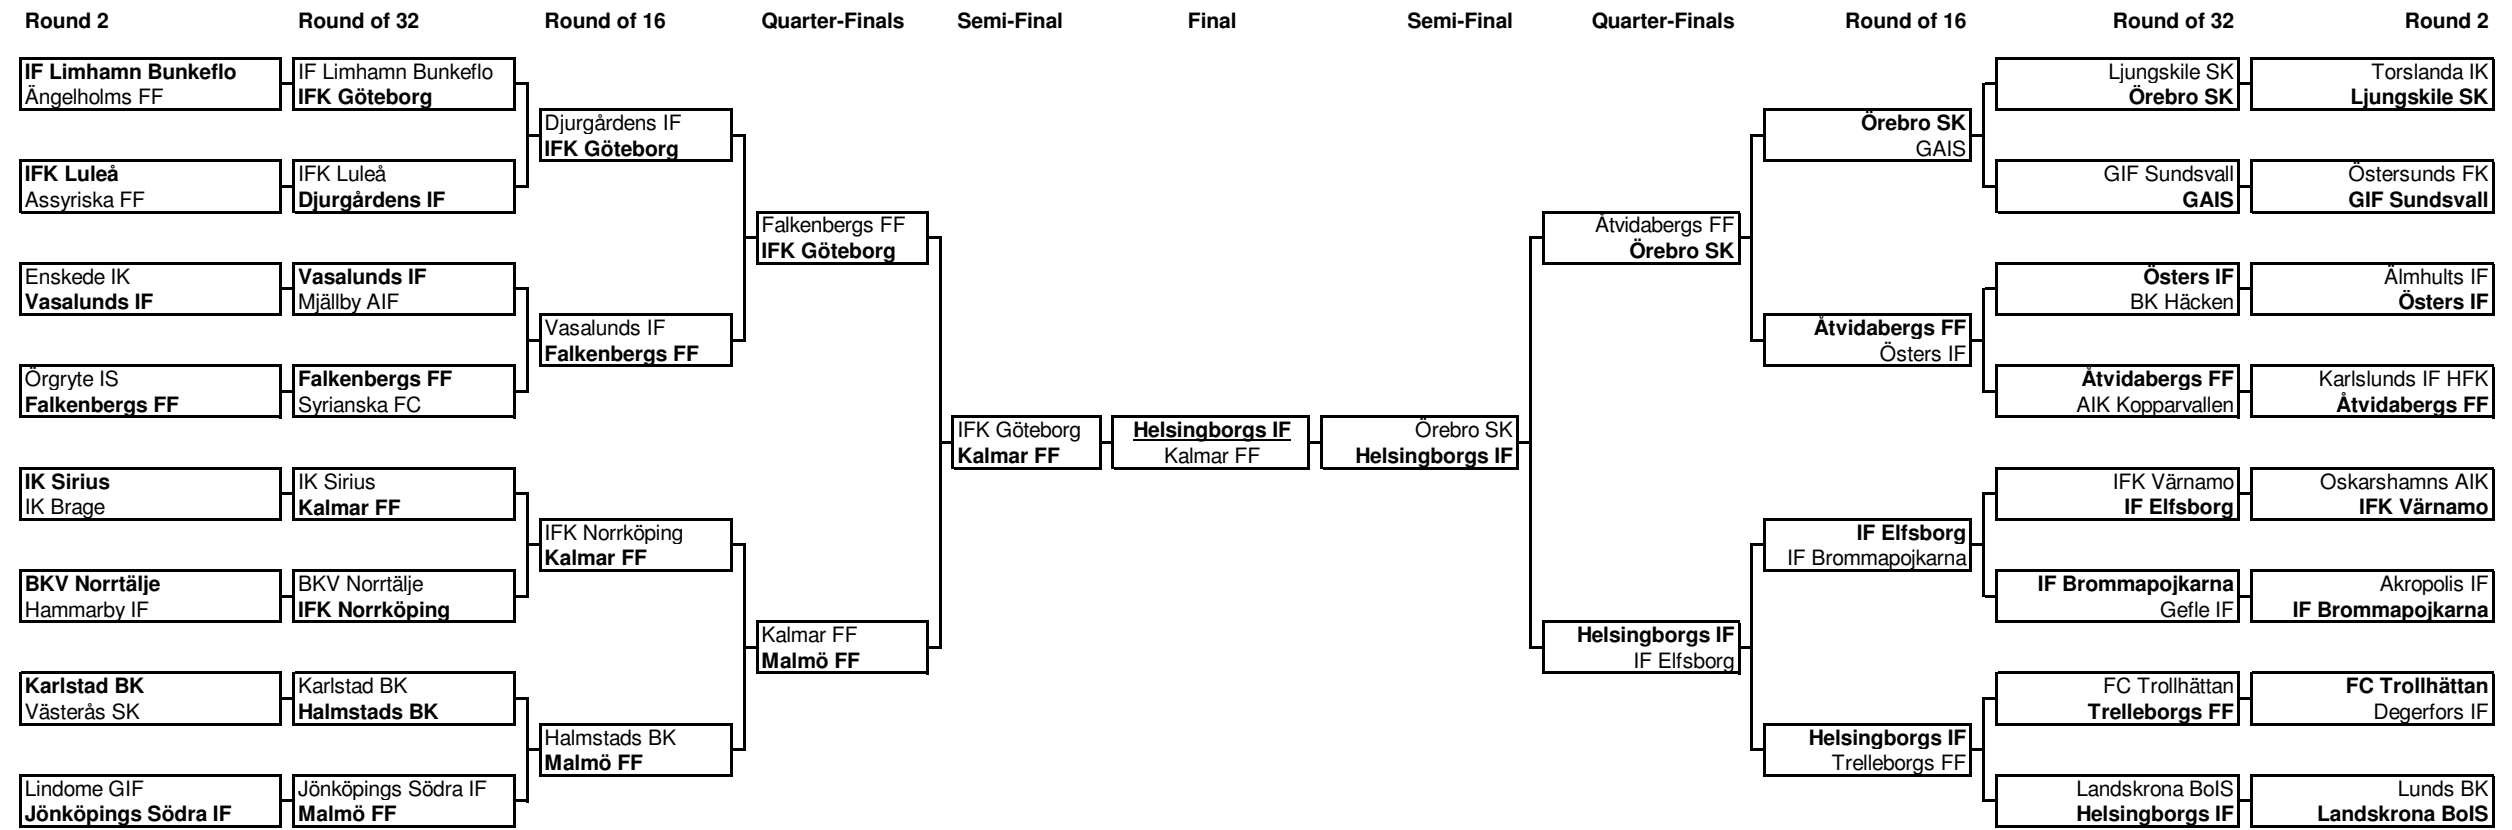 Round 2
Round of 32
Round of 16
Quarter-Finals
Semi-Final
Final
Semi-Final
Quarter-Finals
Round of 16
Round of 32
Round 2
IF Limhamn Bunkeflo
Ängelholms FF
IFK Luleå
Assyriska FF
Enskede IK
Vasalunds IF
Örgryte IS
Falkenbergs FF
IK Sirius
IK Brage
BKV Norrtälje
Hammarby IF
Karlstad BK
Västerås SK
Lindome GIF
Jönköpings Södra IF
IF Limhamn Bunkeflo
IFK Göteborg
IFK Luleå
Djurgårdens IF
Vasalunds IF
Mjällby AIF
Falkenbergs FF
Syrianska FC
IK Sirius
Kalmar FF
BKV Norrtälje
IFK Norrköping
Karlstad BK
Halmstads BK
Jönköpings Södra IF
Malmö FF
Djurgårdens IF
IFK Göteborg
Vasalunds IF
Falkenbergs FF
IFK Norrköping
Kalmar FF
Halmstads BK
Malmö FF
Falkenbergs FF
IFK Göteborg
Kalmar FF
Malmö FF
IFK Göteborg
Kalmar FF
Helsingborgs IF
Kalmar FF
Örebro SK
Helsingborgs IF
Åtvidabergs FF
Örebro SK
Helsingborgs IF
IF Elfsborg
Örebro SK
GAIS
Åtvidabergs FF
Östers IF
IF Elfsborg
IF Brommapojkarna
Helsingborgs IF
Trelleborgs FF
Ljungskile SK
Örebro SK
GIF Sundsvall
GAIS
Östers IF
BK Häcken
Åtvidabergs FF
AIK Kopparvallen
IFK Värnamo
IF Elfsborg
IF Brommapojkarna
Gefle IF
FC Trollhättan
Trelleborgs FF
Landskrona BoIS
Helsingborgs IF
Torslanda IK
Ljungskile SK
Östersunds FK
GIF Sundsvall
Älmhults IF
Östers IF
Karlslunds IF HFK
Åtvidabergs FF
Oskarshamns AIK
IFK Värnamo
Akropolis IF
IF Brommapojkarna
FC Trollhättan
Degerfors IF
Lunds BK
Landskrona BoIS